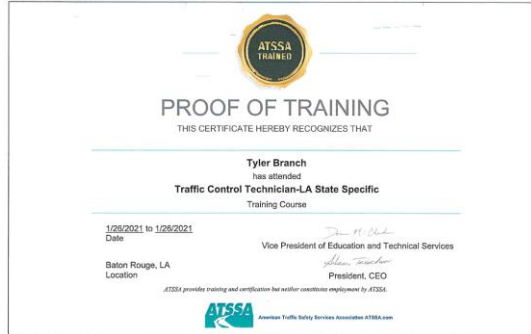 ATSSA
TRAINED
PROOF OF TRAINING
THIS CERTIFICATE HEREBY RECOGNIZES THAT
Tyler Branch
has attended
Traffic Control Technician-LA State Specific
Training Course
1/26/2021 to 1/26/2021
Date
Vice President of Education and Technical Services
Baton Rouge, LA
Location
President, CEO
ATSSA provides training and certification but neither constitutes employment by ATSSA.
ATSSA
American Traffic Safety Services Association ATSSA.com